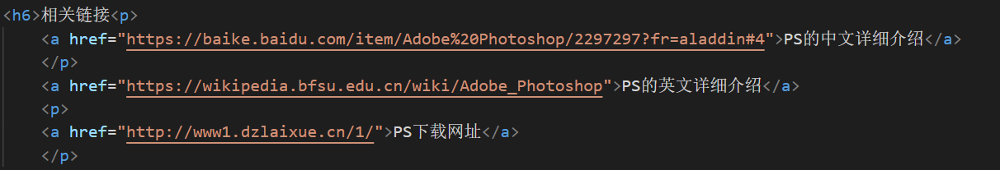 <h6>相关链接<p>
<a href="https://baike.baidu.com/item/Adobe%20Photoshop/2297297?fr=aladdin#4">PS的中文详细介绍</a>
</p>
<a href="https://wikipedia.bfsu.edu.cn/wiki/Adobe_Photoshop">PS的英文详细介绍</a>
<p>
<a href="http://www1.dzlaixue.cn/1/">PS下载网址</a>
</p>